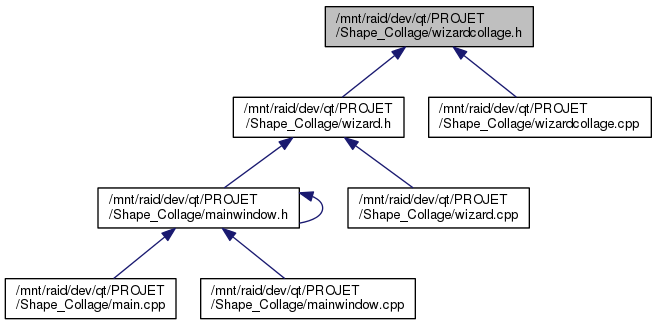 /mnt/raid/dev/qt/PROJET
/Shape_Collage/wizardcollage.h
/mnt/raid/dev/qt/PROJET
/Shape_Collage/wizard.h
/mnt/raid/dev/qt/PROJET
/Shape_Collage/wizardcollage.cpp
/mnt/raid/dev/qt/PROJET
/Shape_Collage/mainwindow.h
/mnt/raid/dev/qt/PROJET
/Shape_Collage/wizard.cpp
/mnt/raid/dev/qt/PROJET
/Shape_Collage/main.cpp
/mnt/raid/dev/qt/PROJET
/Shape_Collage/mainwindow.cpp